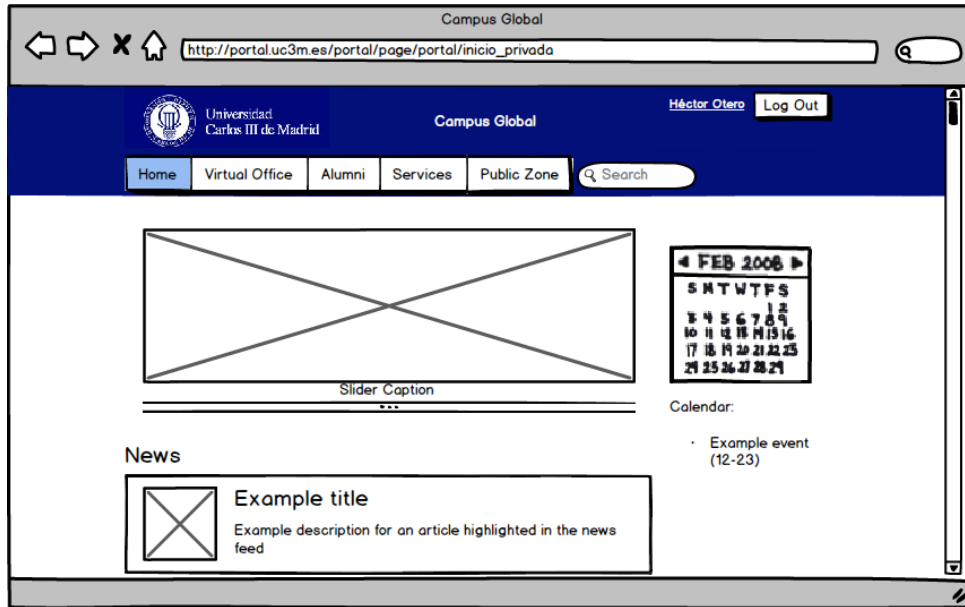 Campus Global
http://portal.uc3m.es/portal/page/portal/inicio_privada
Universidad
Carlos III de Madrid
Campus Global
Héctor Otero
Log Out
Home
Virtual Office
Alumni
Services
Public Zone
Search
FEB 2008
S M T W T F S
1 2
3 4 5 6 7 8 9
10 11 12 13 14 15 16
17 18 19 20 21 22 23
24 25 26 27 28 29
Slider Caption
Calendar:
· Example event
(12-23)
News
Example title
Example description for an article highlighted in the news
feed